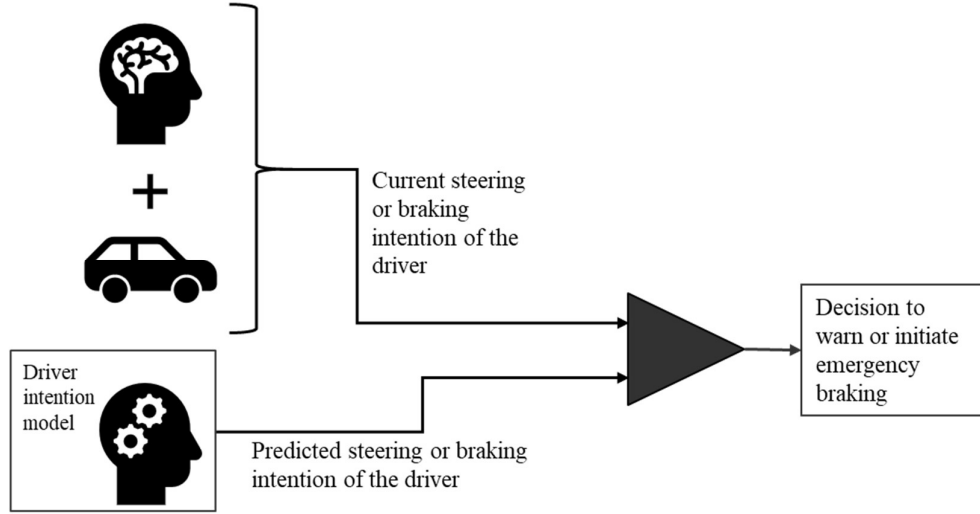 Current steering
or braking
intention of the
driver
Decision to
warn or initiate
emergency
braking
Driver
intention
model
Predicted steering or braking
intention of the driver